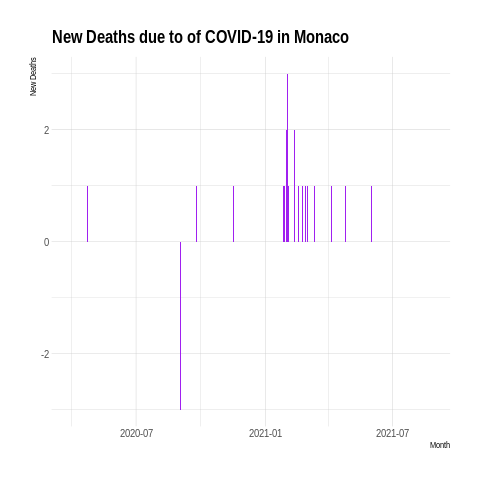 New Deaths due to of COVID-19 in Monaco
New Deaths
2
0
-2
2020-07
2021-01
2021-07
Month